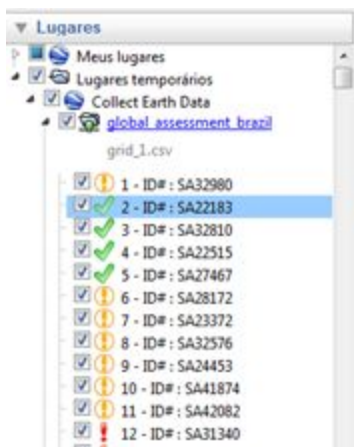 Lugares
Meus lugares
Lugares temporários
Collect Earth Data
global_assessment_brazil
grid_1.csv
1 - ID# : SA32980
2 - ID# : SA22183
3 - ID# : SA32810
4 - ID# : SA22515
5 - ID# : SA27467
6 - ID# : SA28172
7 - ID# : SA23372
8 - ID# : SA32576
9 - ID# : SA24453
10 - ID# : SA41874
11 - ID# : SA42082
12 - ID# : SA31340